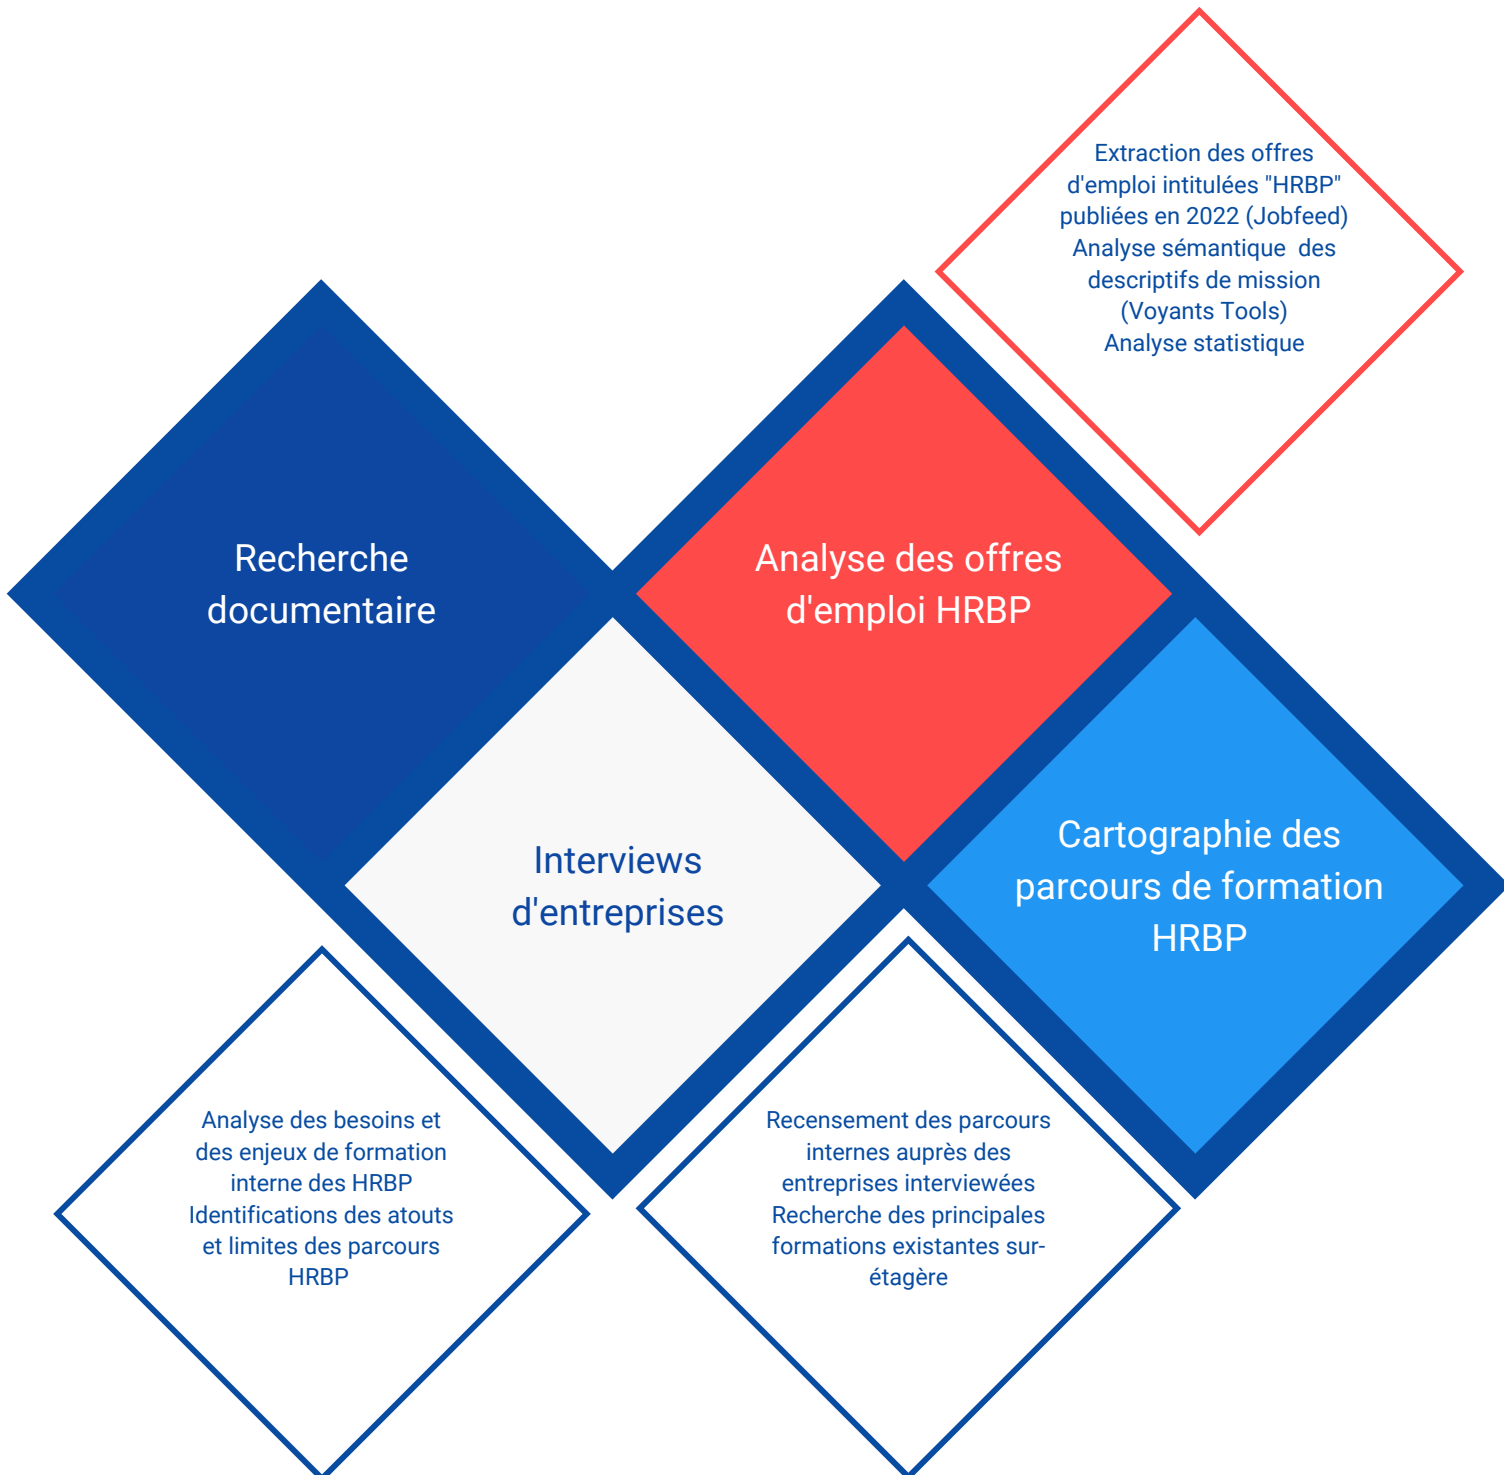 Extraction des offres
d'emploi intitulées "HRBP"
publiées en 2022 (Jobfeed)
Analyse sémantique  des
descriptifs de mission
(Voyants Tools)
Analyse statistique
Recherche
documentaire
Analyse des offres
d'emploi HRBP
Interviews
d'entreprises
Cartographie des
parcours de formation
HRBP
Analyse des besoins et
des enjeux de formation
interne des HRBP
Identifications des atouts
et limites des parcours
HRBP
Recensement des parcours
internes auprès des
entreprises interviewées
Recherche des principales
formations existantes sur-
étagère